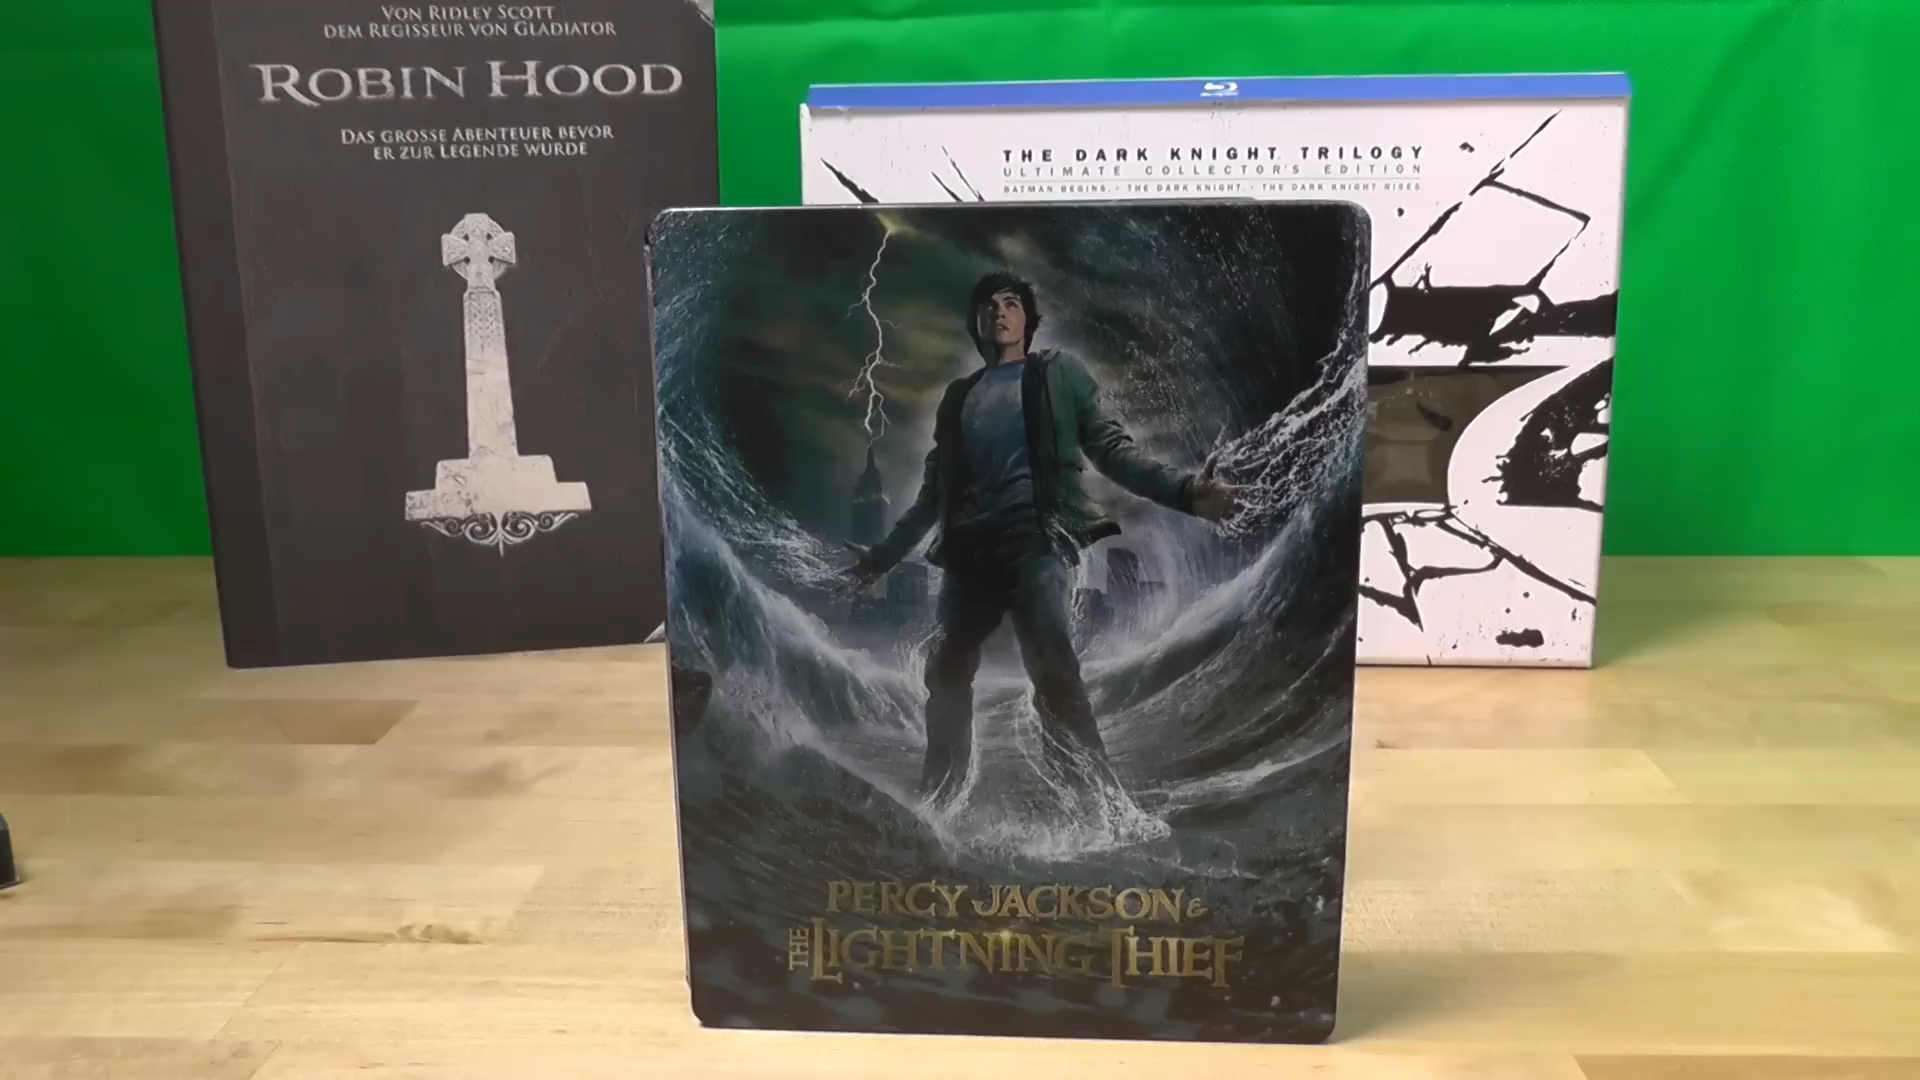 VON RIDLEY SCOTT
DEM REGISSEUR VON GLADIATOR
ROBIN HOOD
DAS GROSSE ABENTEUER BEVOR
ER ZUR LEGENDE WURDE
THE DARK KNIGHT TRILOGY
ULTIMATE COLLECTOR'S EDITION
BATMAN BEGINS. • THE DARK KNIGHT. • THE DARK KNIGHT RISES.
PERCY JACKSON &
THE LIGHTNING THIEF